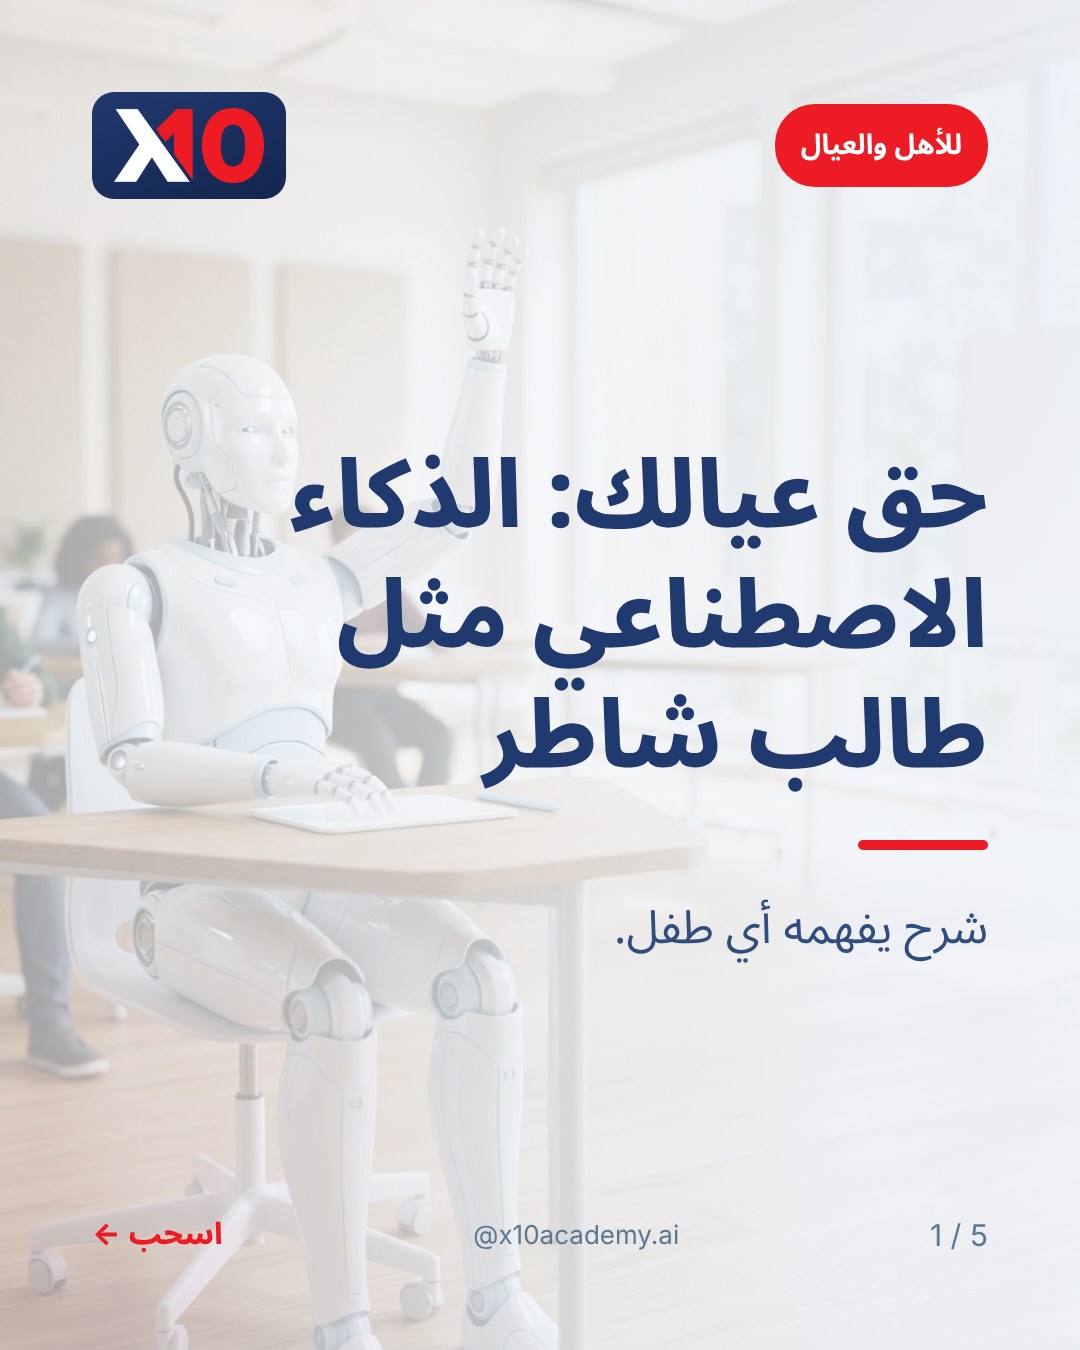 X10
للأهل والعيال
حق عيالك: الذكاء
الاصطناعي مثل
طالب شاطر
شرح يفهمه أي طفل.
1 / 5
@x10academy.ai
اسحب ←